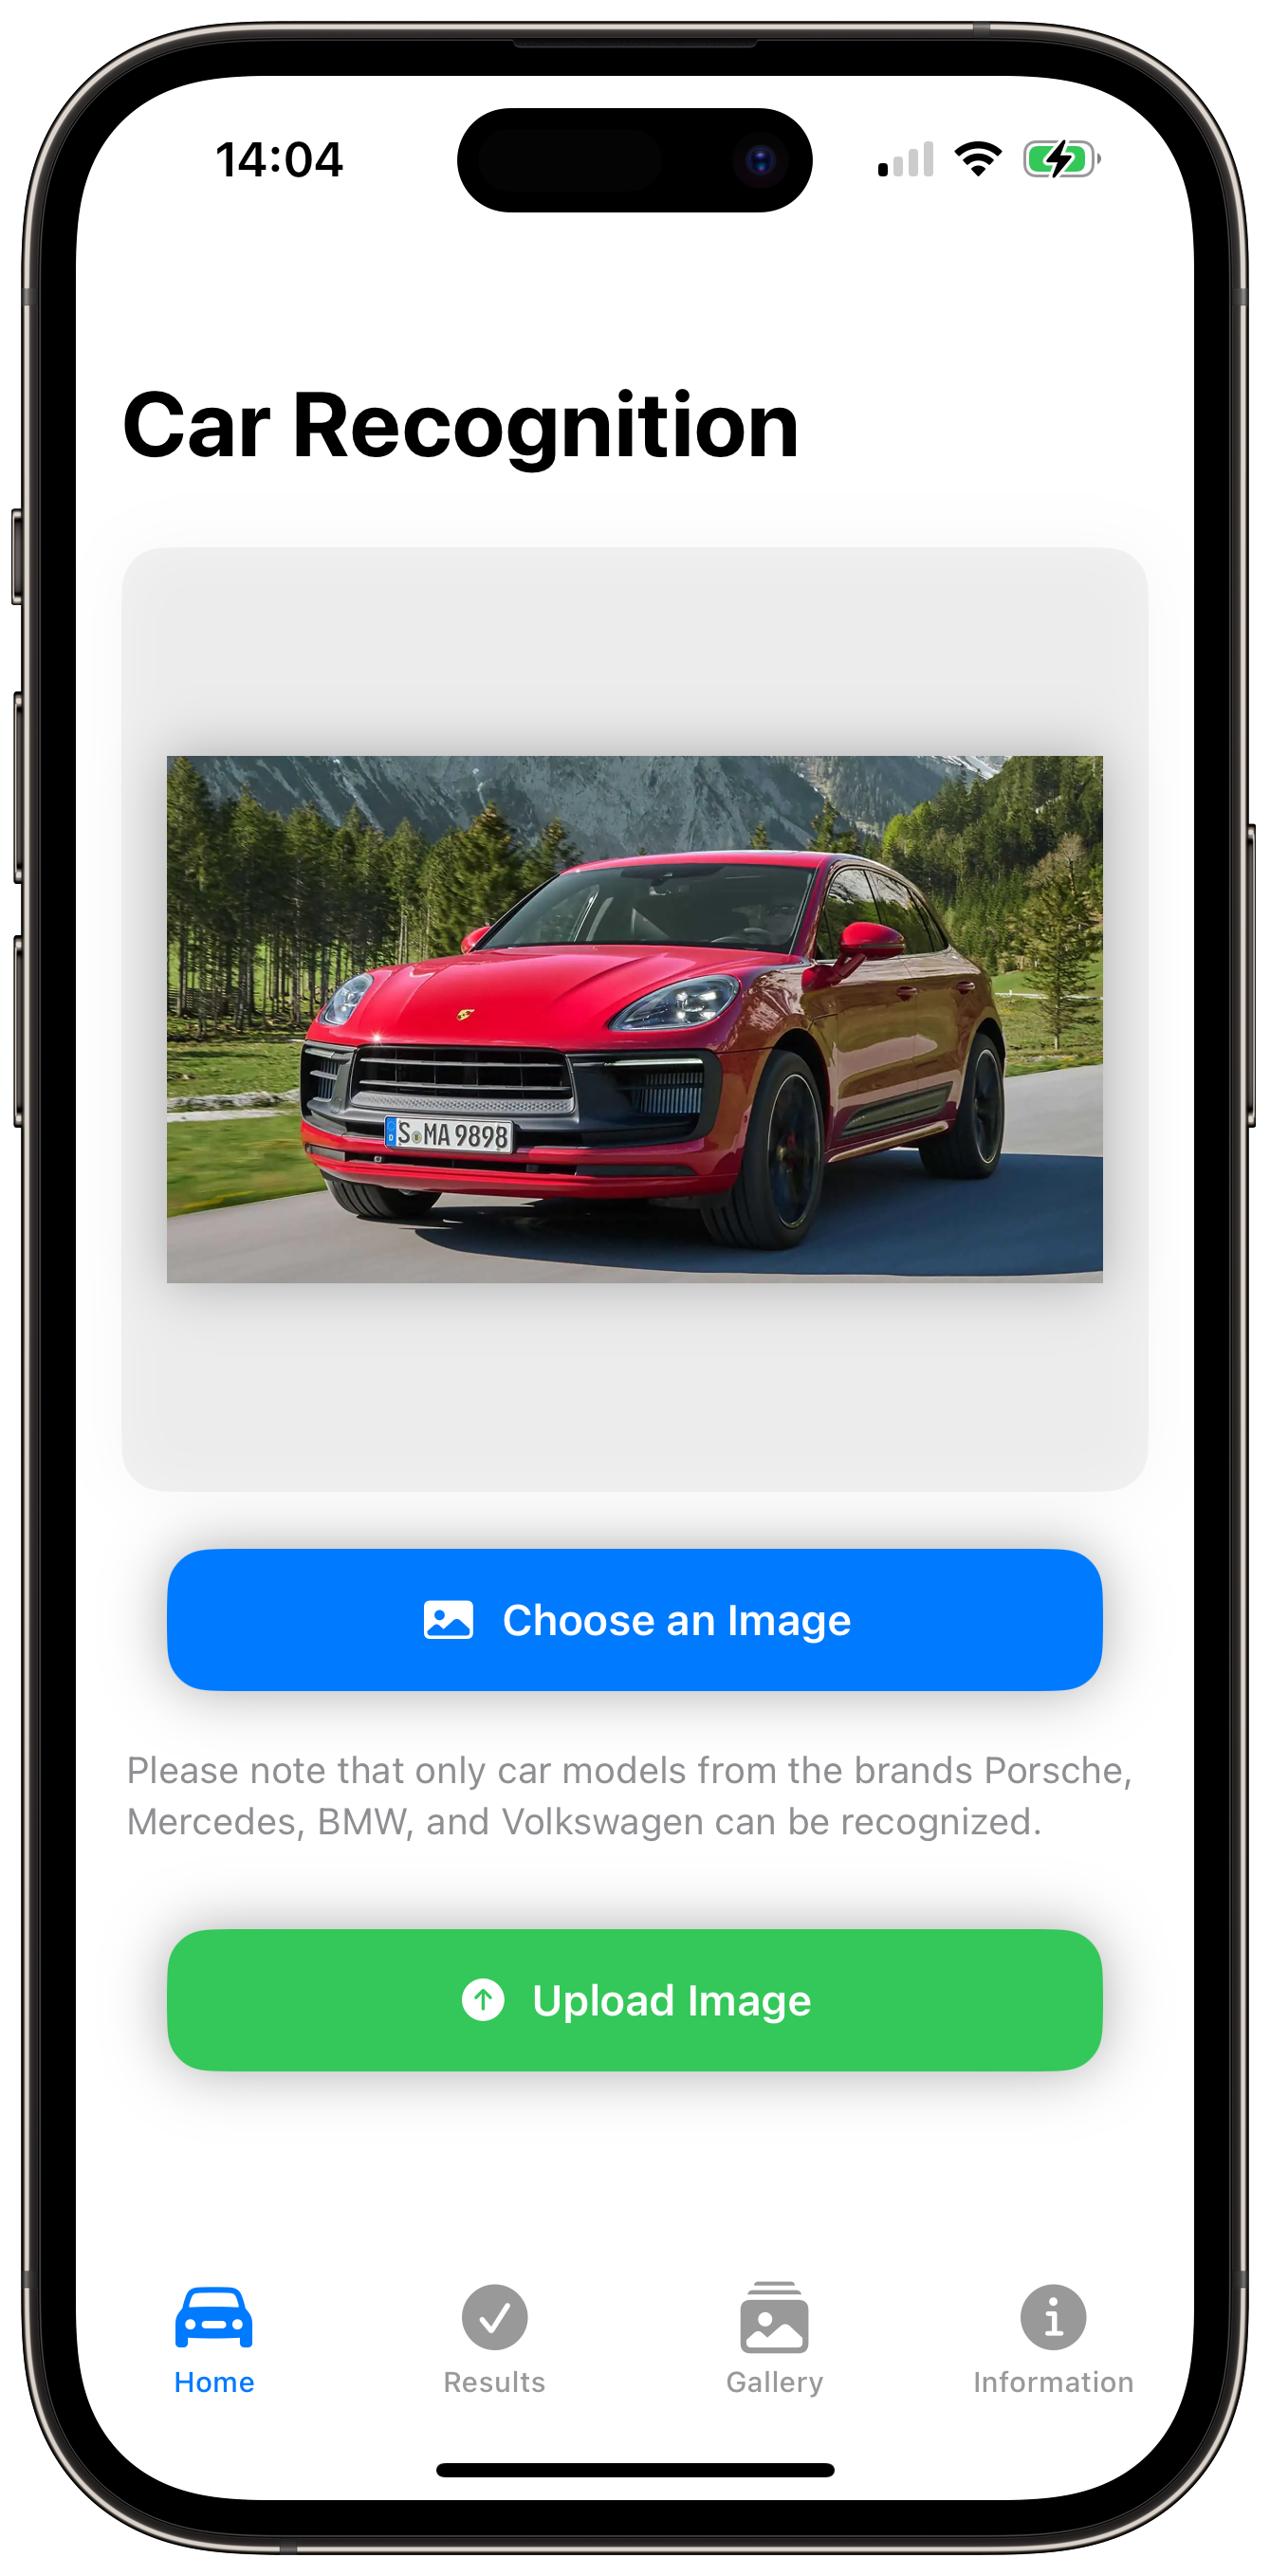 14:04
Car Recognition
S MA 9898
Choose an Image
Please note that only car models from the brands Porsche,
Mercedes, BMW, and Volkswagen can be recognized.
Upload Image
Home
Results
Gallery
Information